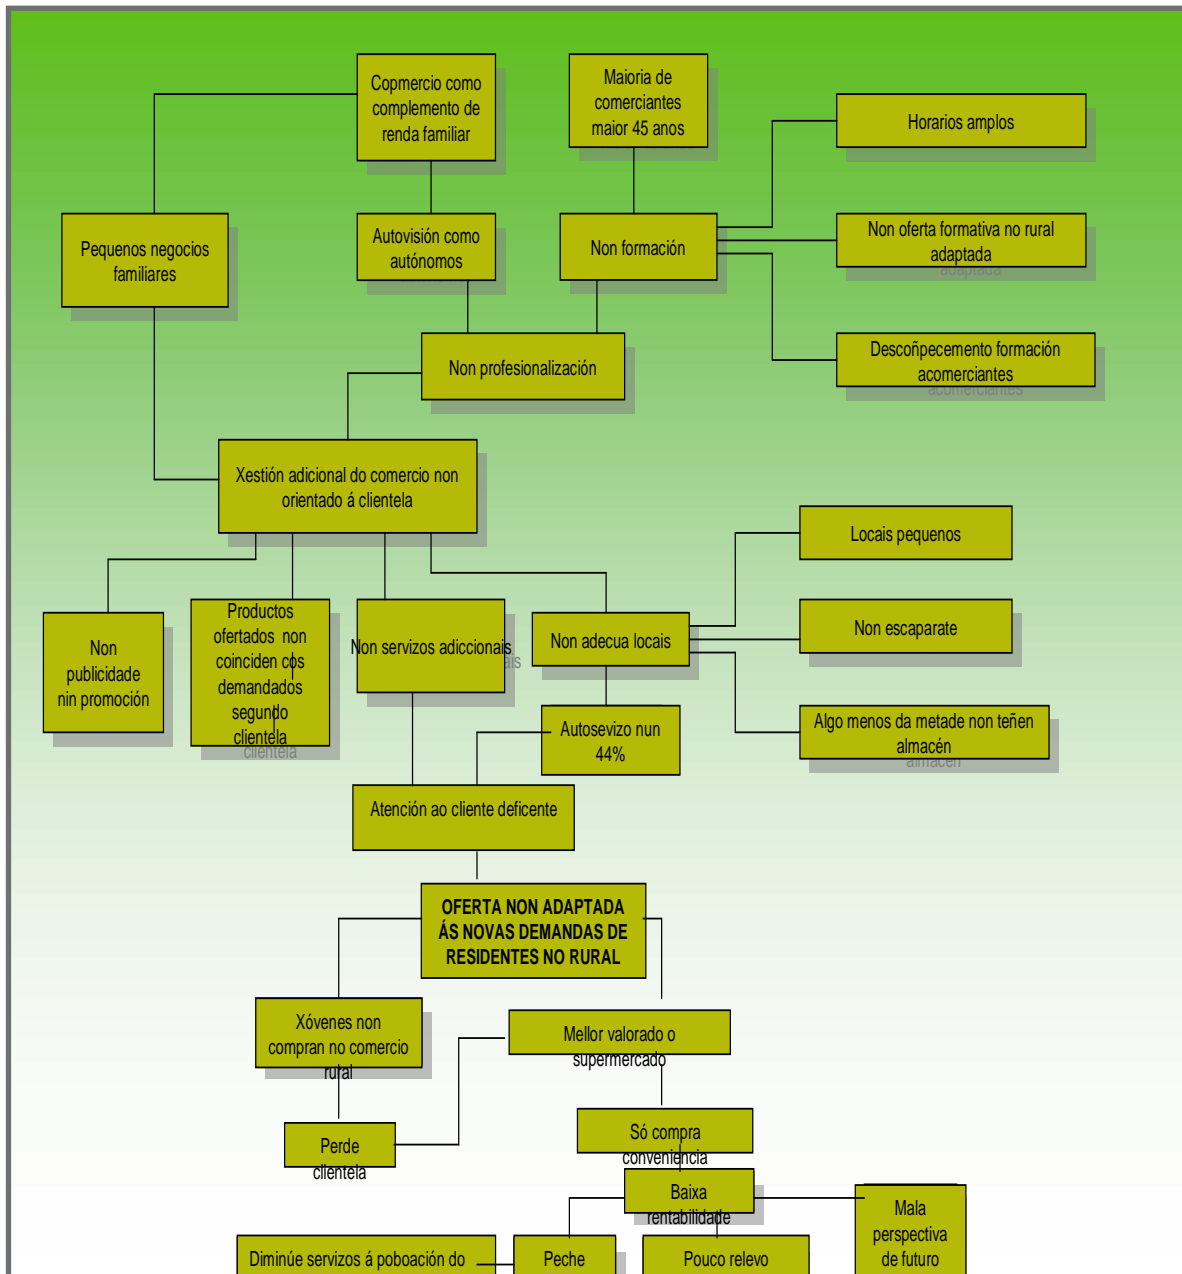 Copmercio como
complemento de
renda familiar
Maioria de
comerciantes
maior 45 anos
Horarios amplos
Pequenos negocios
familiares
Autovisión como
autónomos
Non formación
Non oferta formativa no rural
adaptada
Non profesionalización
Descoñpecemento formación
acomerciantes
Xestión adicional do comercio non
orientado á clientela
Locais pequenos
Non
publicidade
nin promoción
Productos
ofertados non
coinciden cos
demandados
segundo
clientela
Non servizos adiccionais
Non adecua locais
Non escaparate
Autosevizo nun
44%
Algo menos da metade non teñen
almacén
Atención ao cliente deficente
OFERTA NON ADAPTADA
ÁS NOVAS DEMANDAS DE
RESIDENTES NO RURAL
Xóvenes non
compran no comercio
rural
Mellor valorado o
supermercado
Perde
clientela
Só compra
conveniencia
Baixa
rentabilidade
Mala
perspectiva
de futuro
Diminúe servizos á poboación do
Peche
Pouco relevo